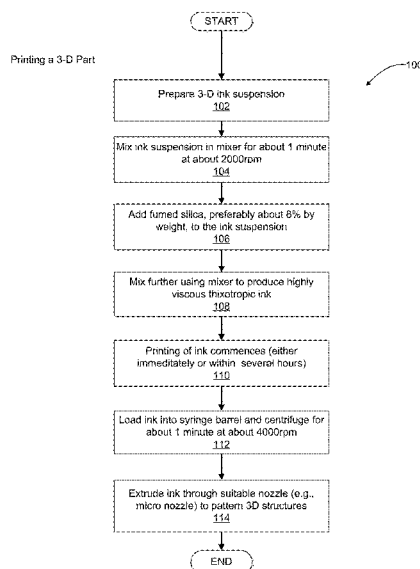 START
Printing a 3-D Part
100
Prepare 3-D ink suspension
102
Mix ink suspension in mixer for about 1 minute
at about 2000rpm
104
Add fumed silica, preferably about 6% by
weight, to the ink suspension
106
Mix further using mixer to produce highly
viscous thixotropic ink
108
Printing of ink commences (either
immediately or within several hours)
110
Load ink into syringe barrel and centrifuge for
about 1 minute at about 4000rpm
112
Extrude ink through suitable nozzle (e.g.,
micro nozzle) to pattern 3D structures
114
END